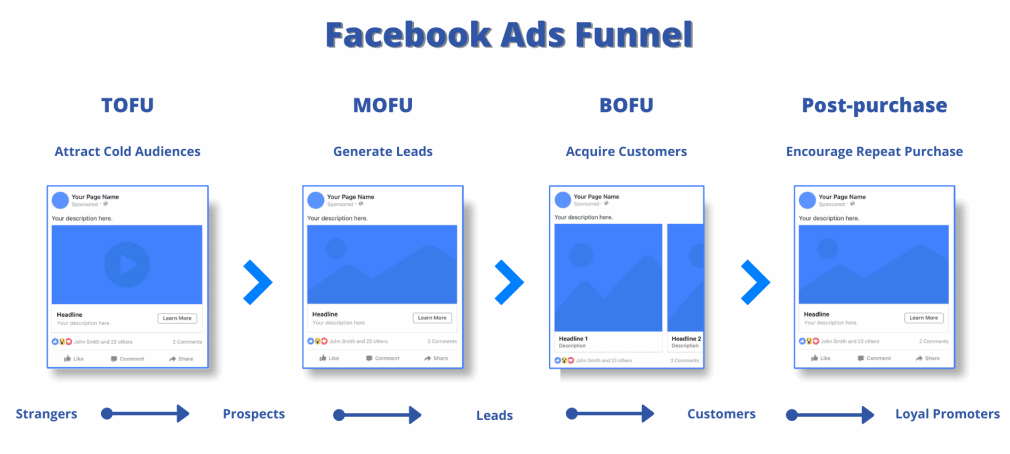 Facebook Ads Funnel
TOFU
MOFU
BOFU
Post-purchase
Attract Cold Audiences
Generate Leads
Acquire Customers
Encourage Repeat Purchase
Your Page Name
Sponsored ·
Your description here.
Headline
Your description here.
Learn More
John Smith and 23 others
2 Comments
Like
Comment
Share
Your Page Name
Sponsored ·
Your description here.
Headline
Your description here.
Learn More
John Smith and 23 others
2 Comments
Like
Comment
Share
Your Page Name
Sponsored ·
Your description here.
Headline 1
Description
Headline 2
Description
John Smith and 23 others
2 Comments
Your Page Name
Sponsored ·
Your description here.
Headline
Your description here.
Learn More
John Smith and 23 others
2 Comments
Like
Comment
Share
Strangers
Prospects
Leads
Customers
Loyal Promoters